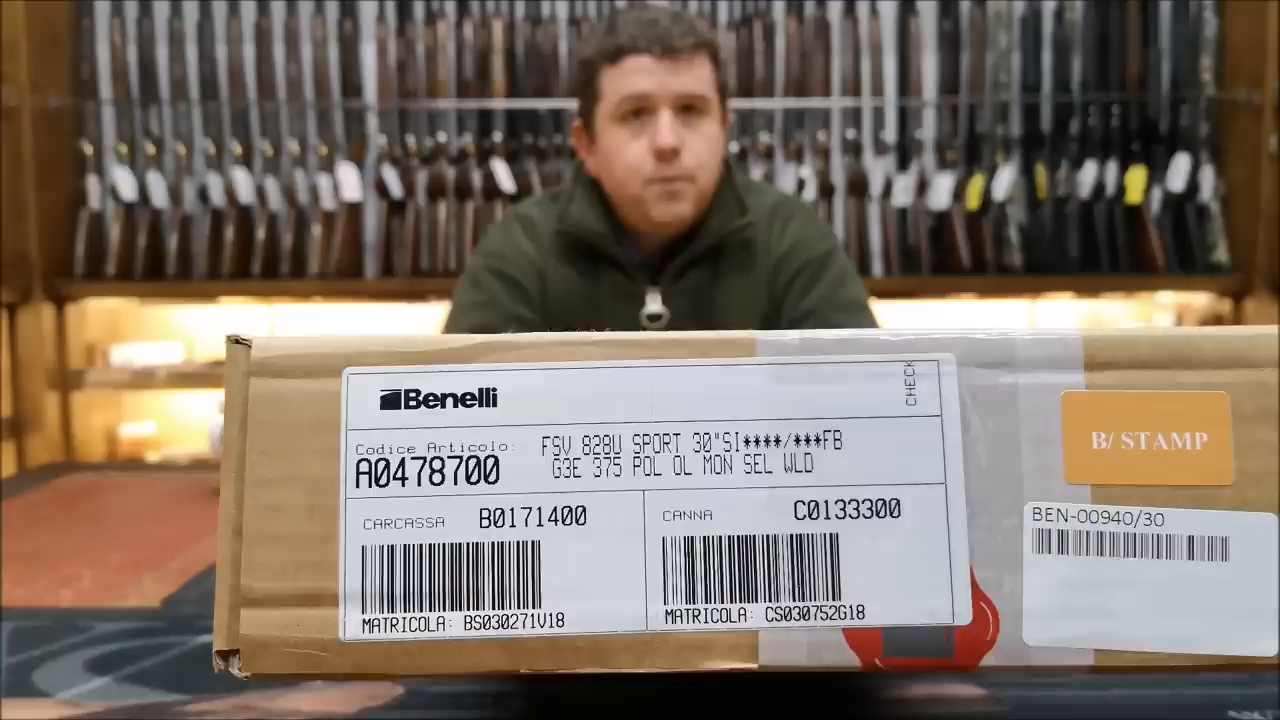 Benelli
CHECK
Codice Articolo:
A0478700
FSV 828U SPORT 30"SI****/***FB
G3E 375 POL OL MON SEL WLD
CARCASSA B0171400
MATRICOLA: BS030271V18
CANNA C0133300
MATRICOLA: CS030752G18
B/ STAMP
BEN-00940/30